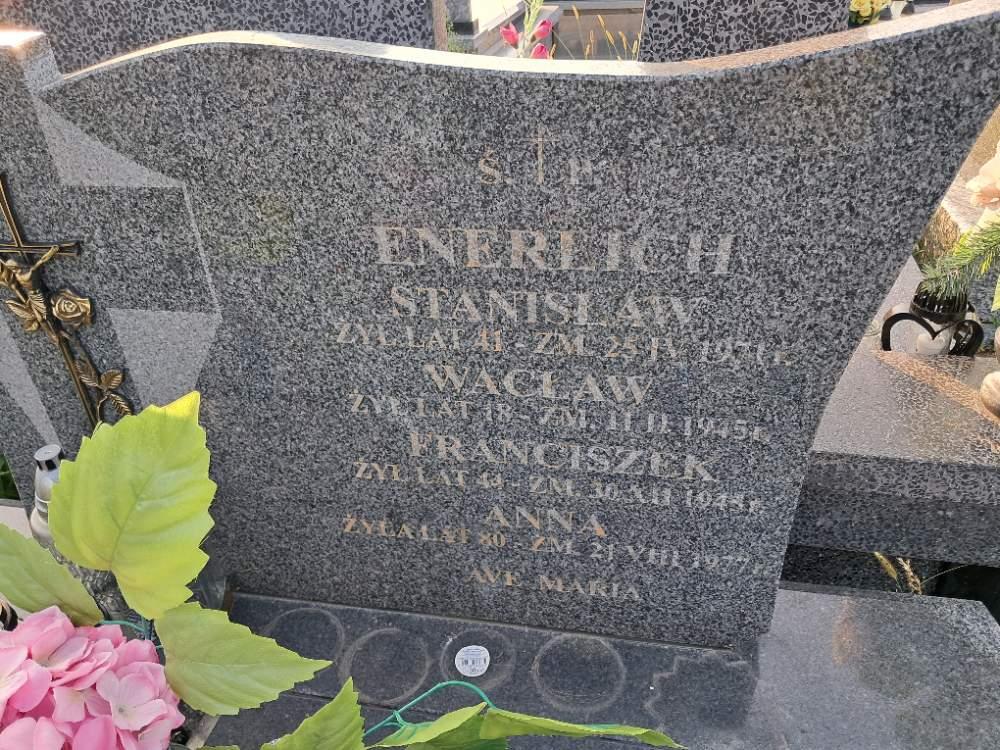 Ś. P.
ENERLICH
STANISŁAW
ŻYŁ LAT 41 - ZM. 25 IV 1971 r.
WACŁAW
ŻYŁ LAT 18 - ZM. 11 II 1945 r.
FRANCISZEK
ŻYŁ LAT 44 - ZM. 30 XII 1948 r.
ANNA
ŻYŁA LAT 80 - ZM. 21 VIII 1977 r.
AVE MARIA